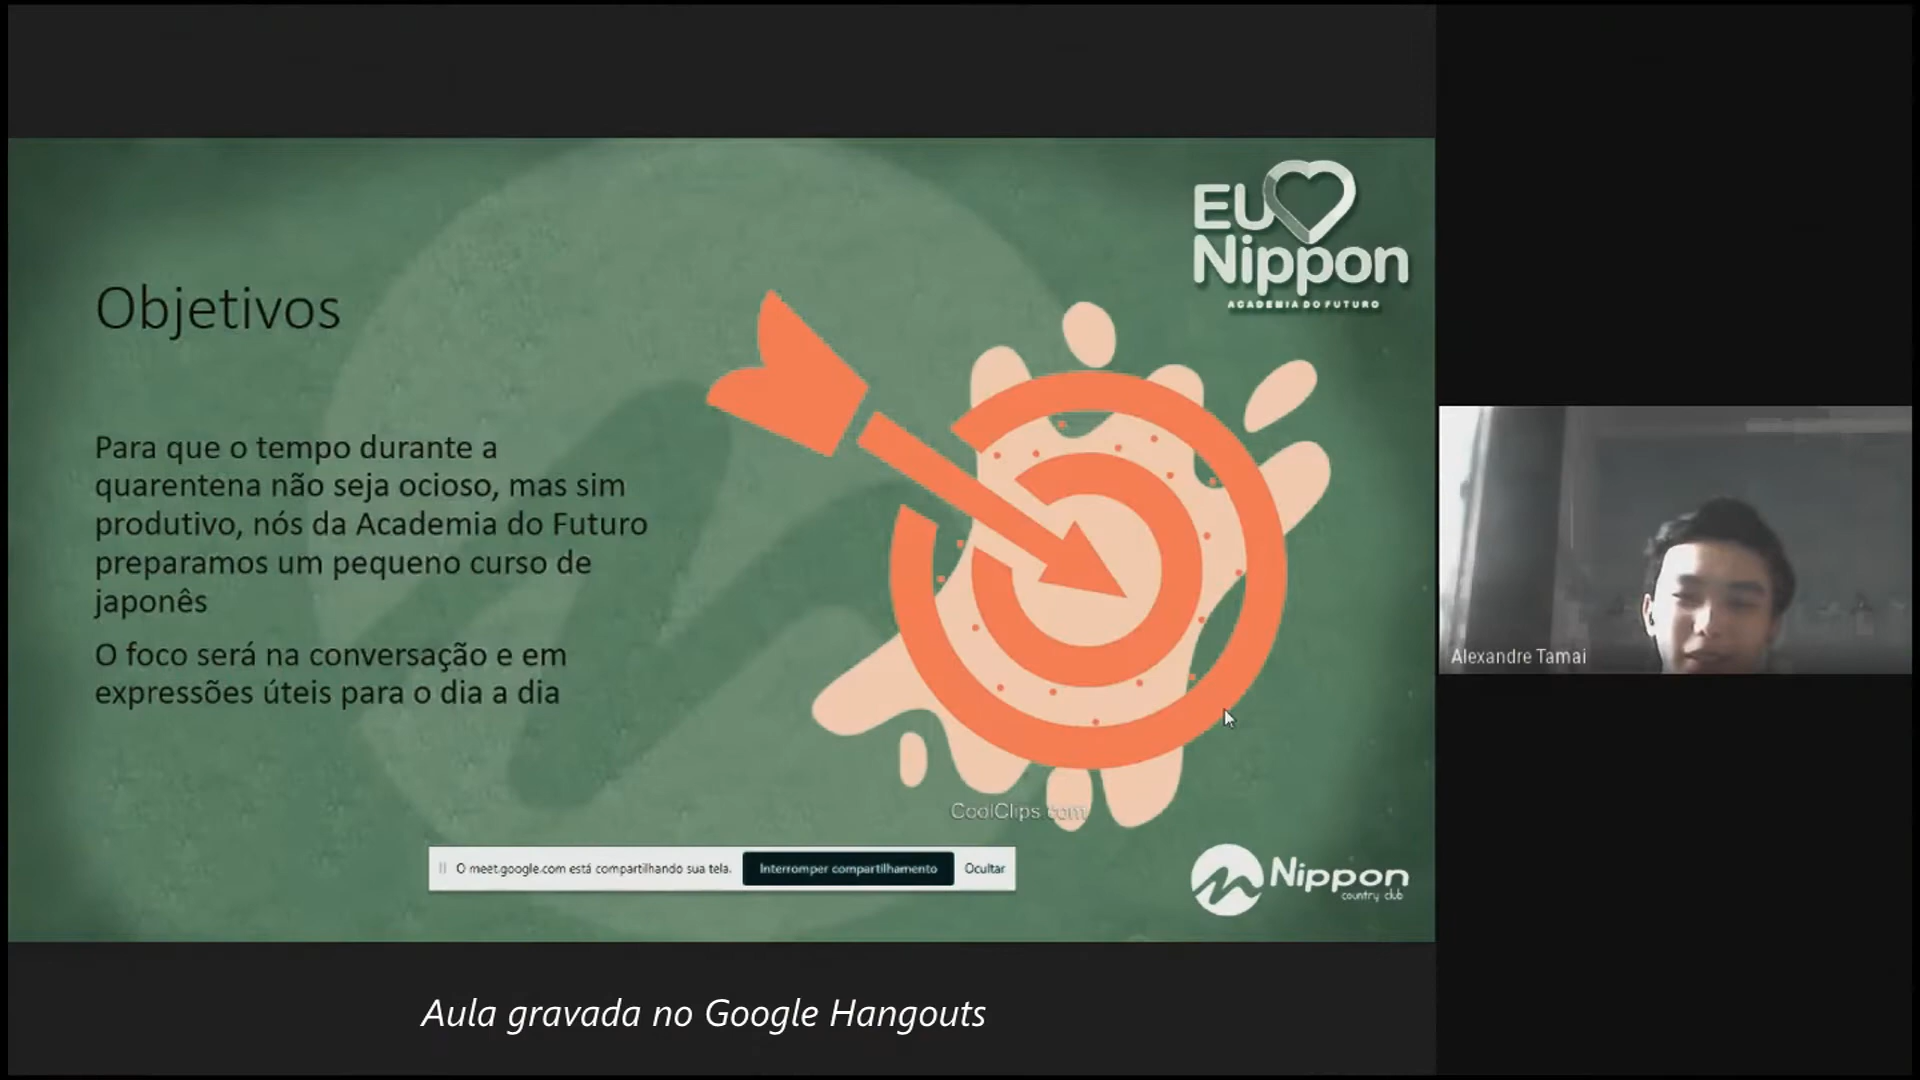 EU
Nippon
ACADEMIA DO FUTURO
Objetivos
Para que o tempo durante a
quarentena não seja ocioso, mas sim
produtivo, nós da Academia do Futuro
preparamos um pequeno curso de
japonês
O foco será na conversação e em
expressões úteis para o dia a dia
Alexandre Tamai
CoolClips.com
O meet.google.com está compartilhando sua tela. Interromper compartilhamento Ocultar
Nippon
country club
Aula gravada no Google Hangouts